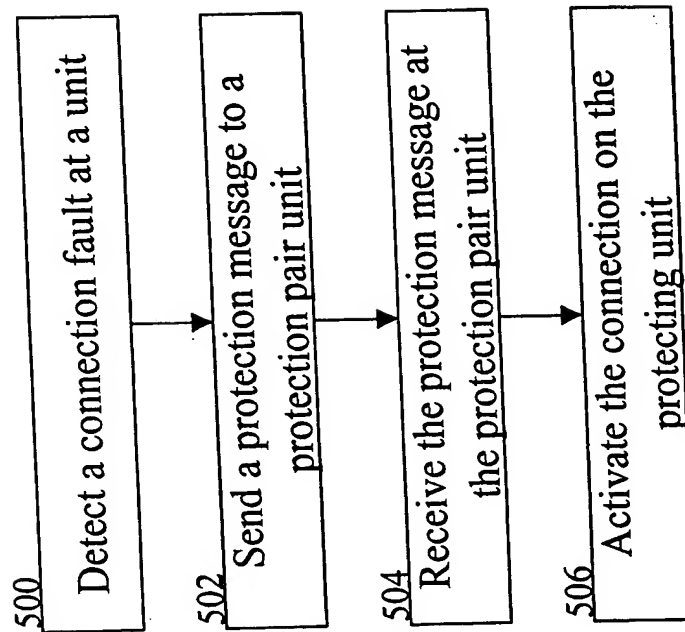 500
Detect a connection fault at a unit
502
Send a protection message to a
protection pair unit
504
Receive the protection message at
the protection pair unit
506
Activate the connection on the
protecting unit